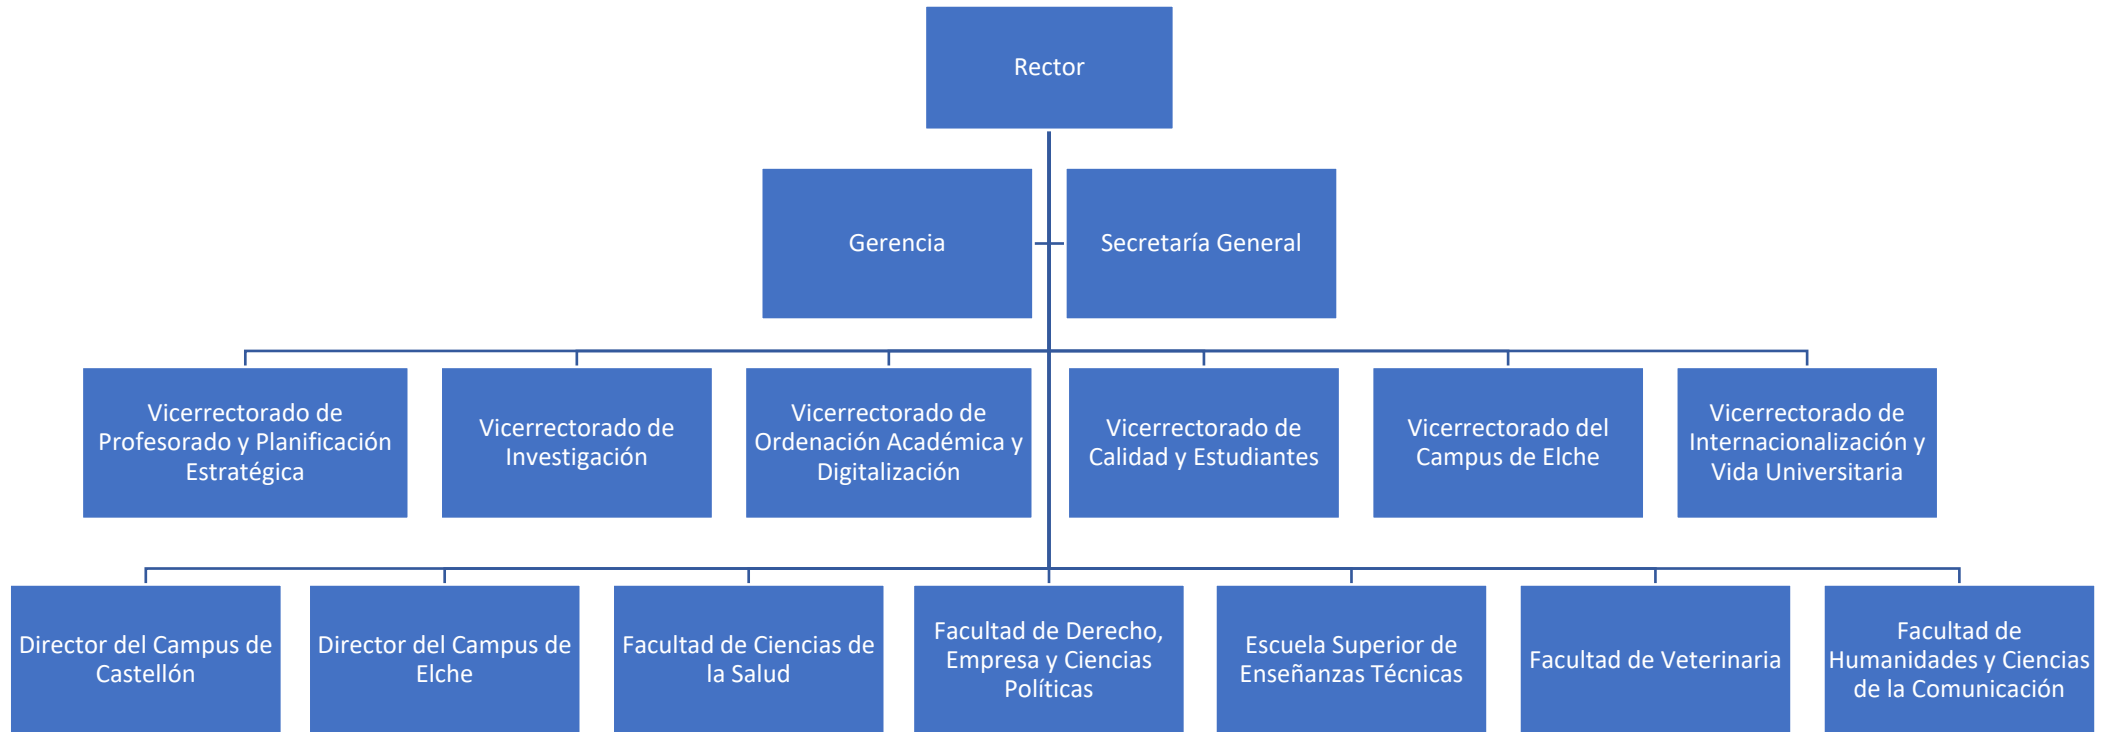 Rector
Gerencia
Secretaría General
Vicerrectorado de
Profesorado y Planificación
Estratégica
Vicerrectorado de
Investigación
Vicerrectorado de
Ordenación Académica y
Digitalización
Vicerrectorado de
Calidad y Estudiantes
Vicerrectorado del
Campus de Elche
Vicerrectorado de
Internacionalización y
Vida Universitaria
Director del Campus de
Castellón
Director del Campus de
Elche
Facultad de Ciencias de
la Salud
Facultad de Derecho,
Empresa y Ciencias
Políticas
Escuela Superior de
Enseñanzas Técnicas
Facultad de Veterinaria
Facultad de
Humanidades y Ciencias
de la Comunicación